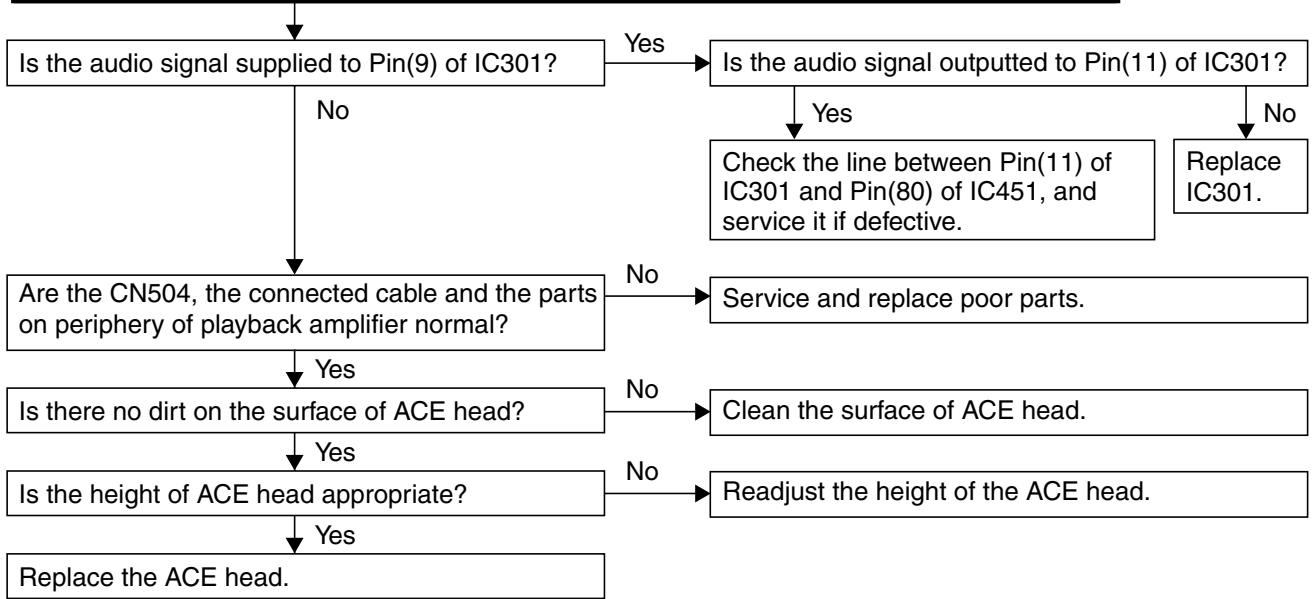 Is the audio signal supplied to Pin(9) of IC301?
Yes
Is the audio signal outputted to Pin(11) of IC301?
No
Yes
No
Check the line between Pin(11) of
IC301 and Pin(80) of IC451, and
service it if defective.
Replace
IC301.
Are the CN504, the connected cable and the parts
on periphery of playback amplifier normal?
No
Service and replace poor parts.
Yes
Is there no dirt on the surface of ACE head?
No
Clean the surface of ACE head.
Yes
Is the height of ACE head appropriate?
No
Readjust the height of the ACE head.
Yes
Replace the ACE head.